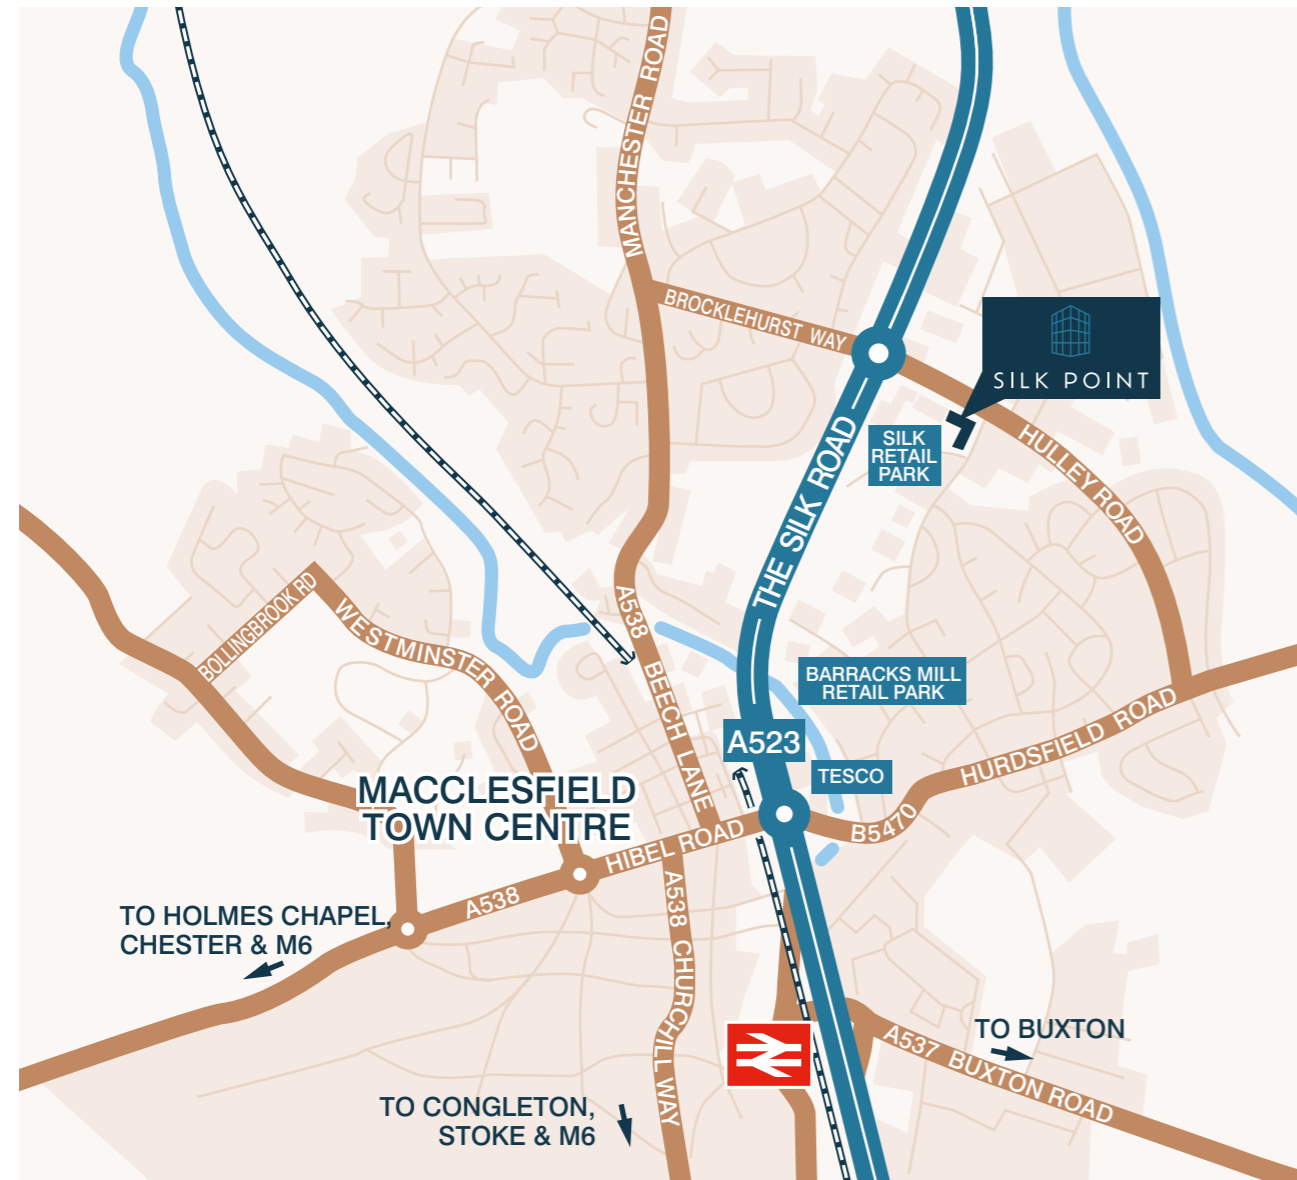 MANCHESTER ROAD
BROCKLEHURST WAY
SILK POINT
SILK
RETAIL
PARK
HULLEY ROAD
THE SILK ROAD
BOLLINGBROOK RD
WESTMINSTER ROAD
A538
BEECH LANE
BARRACKS MILL
RETAIL PARK
A523
TESCO
HURDSFIELD ROAD
B5470
MACCLESFIELD
TOWN CENTRE
HIBEL ROAD
A538
A538 CHURCHILL WAY
TO HOLMES CHAPEL,
CHESTER & M6
TO BUXTON
A537 BUXTON ROAD
TO CONGLETON,
STOKE & M6